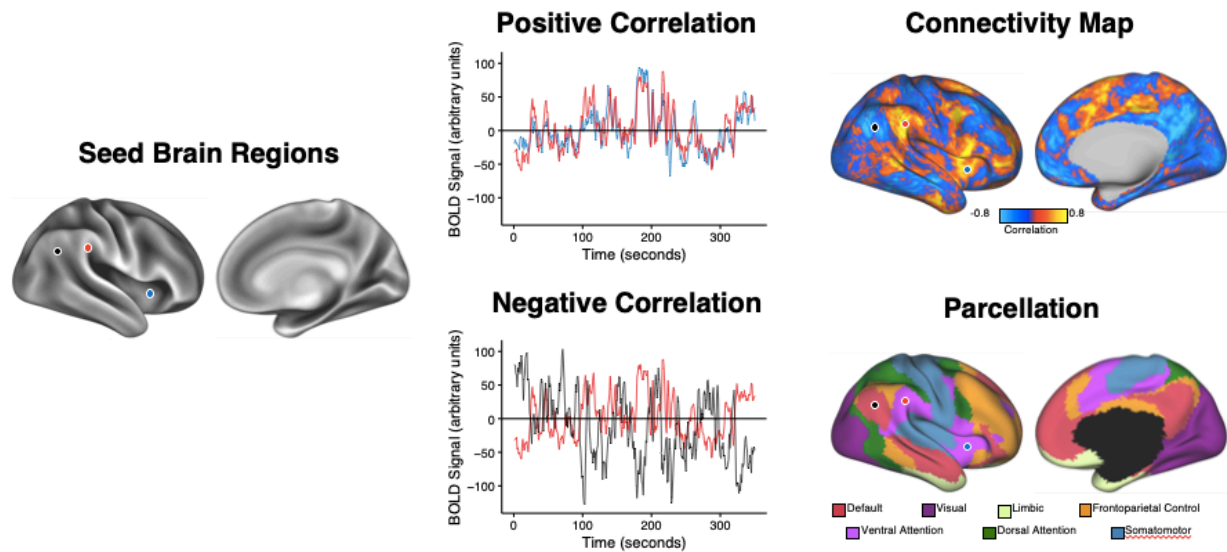 Seed Brain Regions
Positive Correlation
BOLD Signal (arbitrary units)
100
50
0
−50
−100
0
100
200
300
Time (seconds)
Negative Correlation
BOLD Signal (arbitrary units)
100
50
0
−50
−100
0
100
200
300
Time (seconds)
Connectivity Map
-0.8
0.8
Correlation
Parcellation
Default
Visual
Limbic
Frontoparietal Control
Ventral Attention
Dorsal Attention
Somatomotor